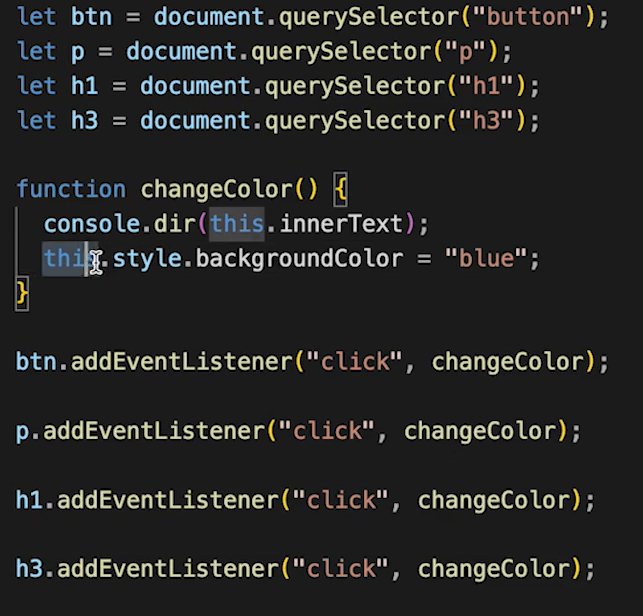 let btn = document.querySelector("button");
let p = document.querySelector("p");
let h1 = document.querySelector("h1");
let h3 = document.querySelector("h3");
function changeColor() {
console.dir(this.innerText);
this.style.backgroundColor = "blue";
}
btn.addEventListener("click", changeColor);
p.addEventListener("click", changeColor);
h1.addEventListener("click", changeColor);
h3.addEventListener("click", changeColor);